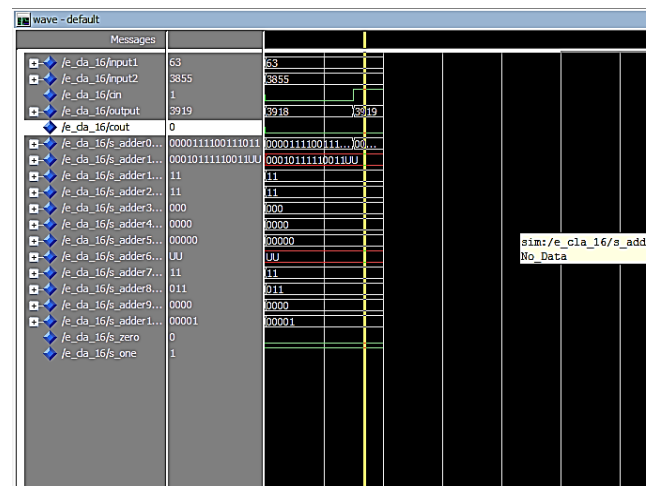 wave - default
Messages
/e_cla_16/input1 63 63
/e_cla_16/input2 3855 3855
/e_cla_16/cin 1
/e_cla_16/output 3919 3918 3919
/e_cla_16/cout 0
/e_cla_16/s_adder0... 0000111100111011 0000111100111... 00...
/e_cla_16/s_adder1... 00010111110011UU 00010111110011UU
/e_cla_16/s_adder1... 11 11
/e_cla_16/s_adder2... 11 11
/e_cla_16/s_adder3... 000 000
/e_cla_16/s_adder4... 0000 0000
/e_cla_16/s_adder5... 00000 00000
/e_cla_16/s_adder6... UU UU
/e_cla_16/s_adder7... 11 11
/e_cla_16/s_adder8... 011 011
/e_cla_16/s_adder9... 0000 0000
/e_cla_16/s_adder1... 00001 00001
/e_cla_16/s_zero 0
/e_cla_16/s_one 1
sim:/e_cla_16/s_add
No_Data